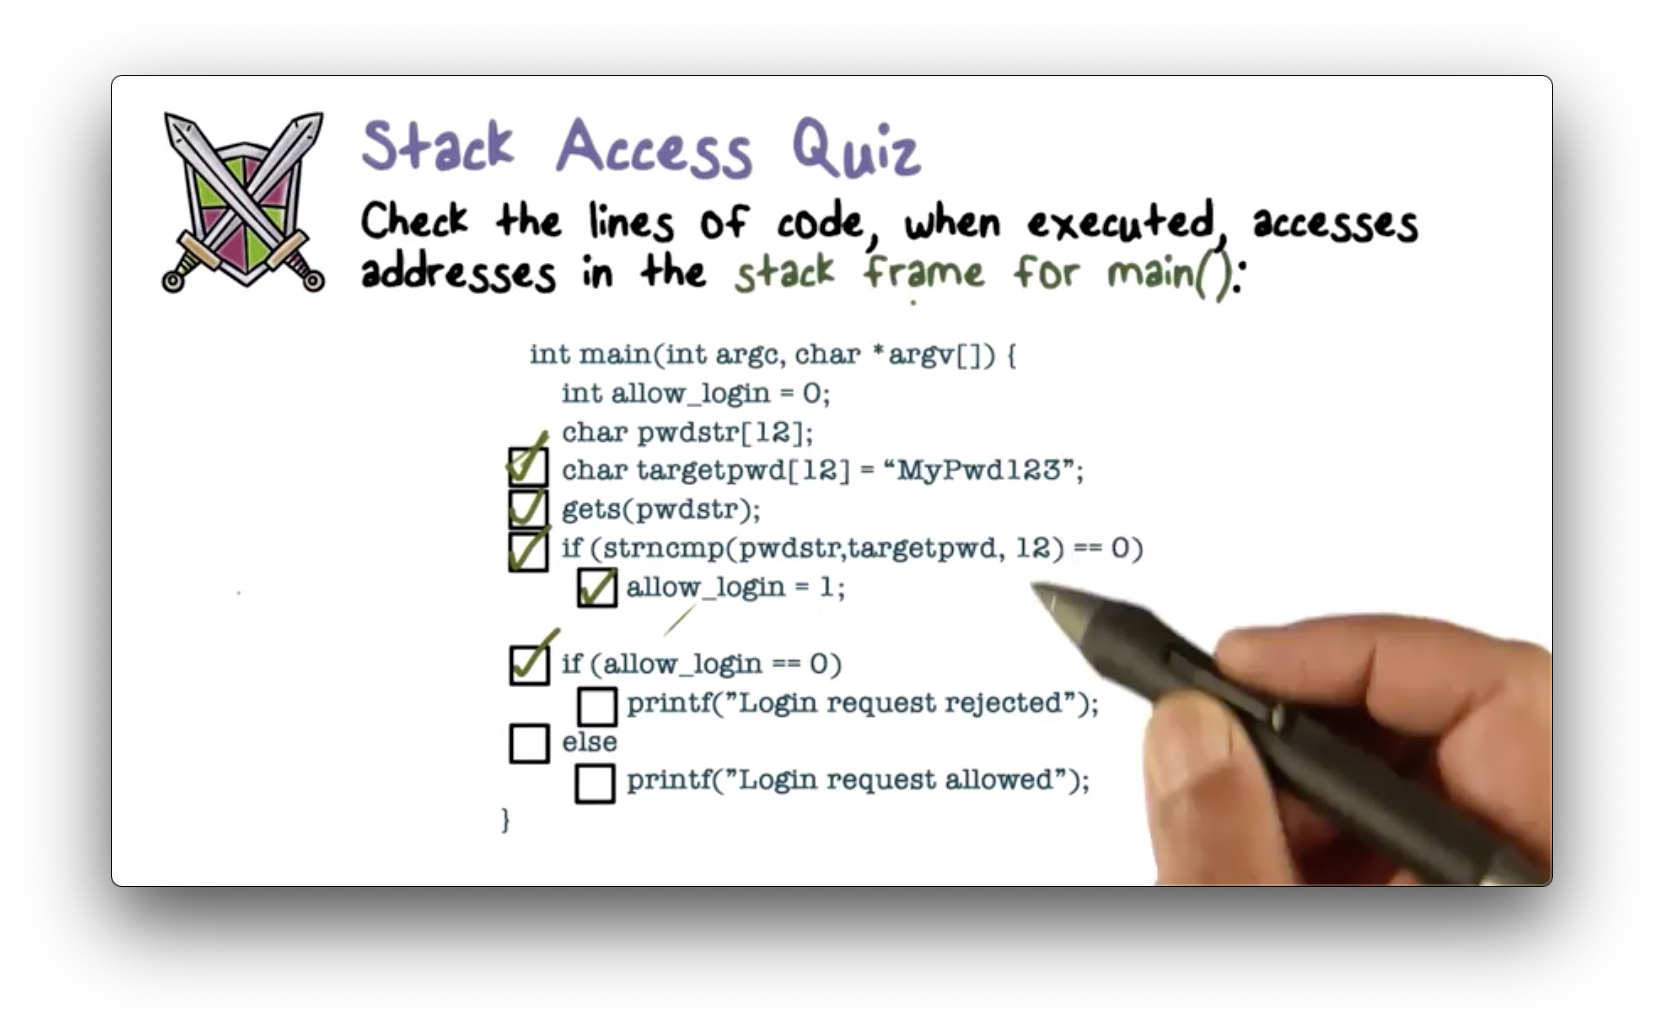 Stack Access Quiz
Check the lines of code, when executed, accesses
addresses in the stack frame for main():
int main(int argc, char *argv[]) {
int allow_login = 0;
char pwdstr[12];
char targetpwd[12] = “MyPwd123”;
gets(pwdstr);
if (strncmp(pwdstr,targetpwd, 12) == 0)
allow_login = 1;
if (allow_login == 0)
printf("Login request rejected”);
else
printf("Login request allowed”);
}